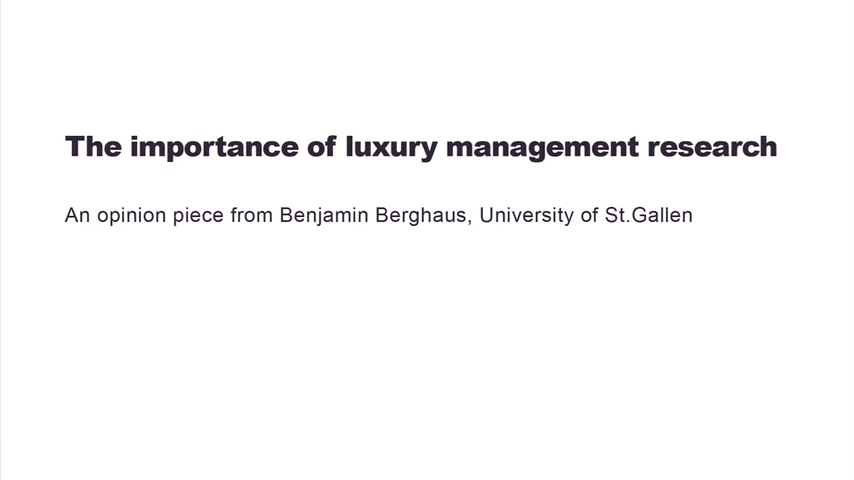 The importance of luxury management research
An opinion piece from Benjamin Berghaus, University of St.Gallen